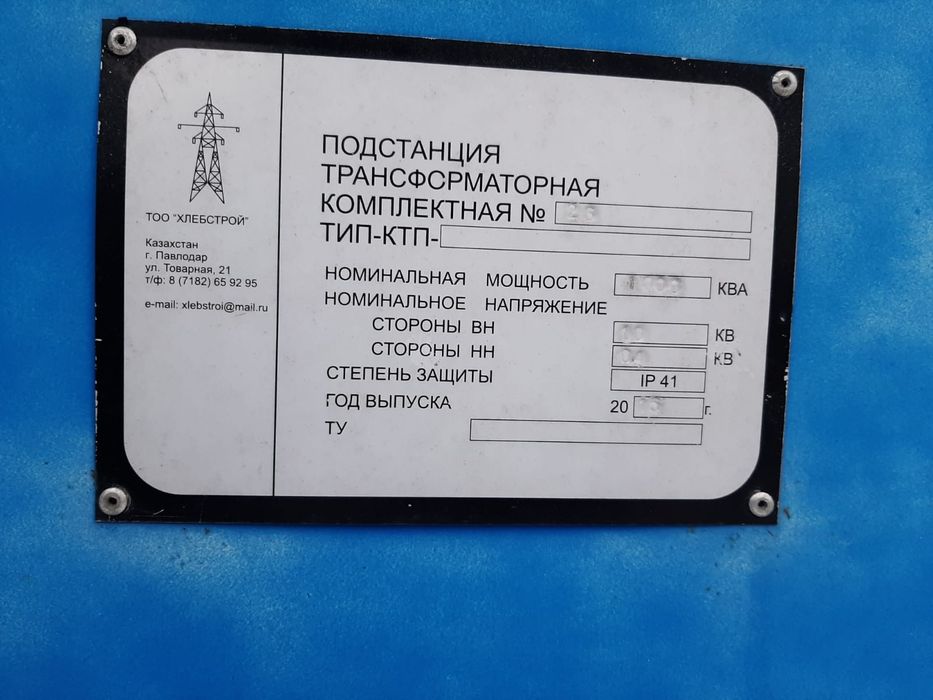 ТОО "ХЛЕБСТРОЙ"
Казахстан
г. Павлодар
ул. Товарная, 21
т/ф: 8 (7182) 65 92 95
e-mail: xlebstroi@mail.ru
ПОДСТАНЦИЯ
ТРАНСФОРМАТОРНАЯ
КОМПЛЕКТНАЯ №
ТИП-КТП-
НОМИНАЛЬНАЯ МОЩНОСТЬ КВА
НОМИНАЛЬНОЕ НАПРЯЖЕНИЕ
СТОРОНЫ ВН КВ
СТОРОНЫ НН КВ
СТЕПЕНЬ ЗАЩИТЫ IP 41
ГОД ВЫПУСКА 20 г.
ТУ